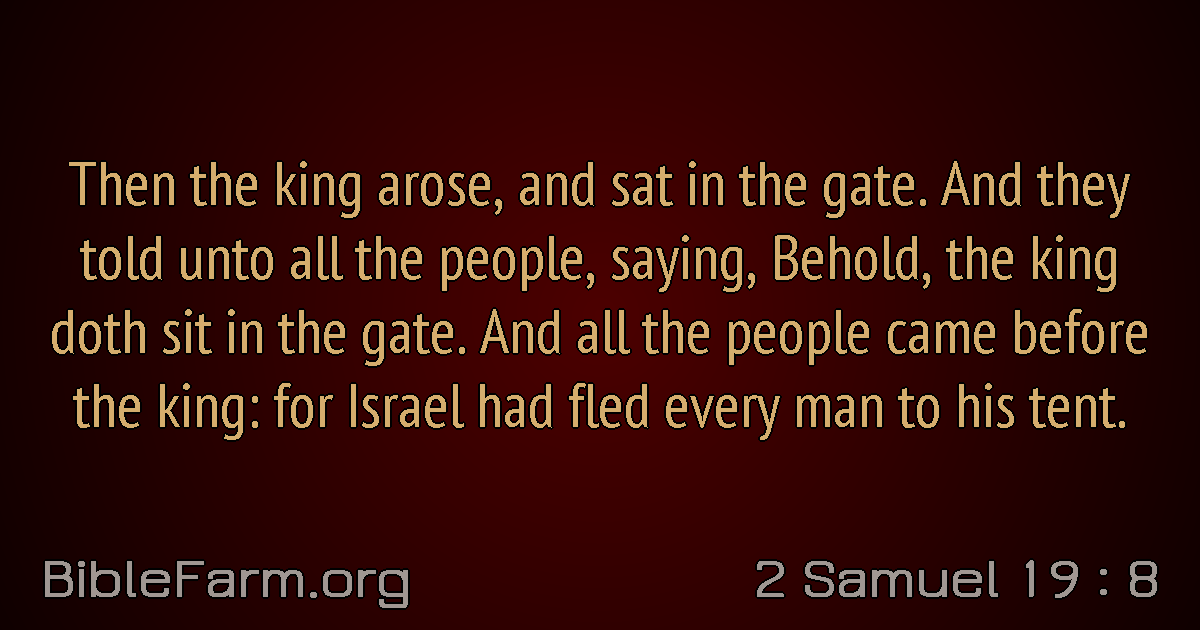 Then the king arose, and sat in the gate. And they
told unto all the people, saying, Behold, the king
doth sit in the gate. And all the people came before
the king: for Israel had fled every man to his tent.
BibleFarm.org
2 Samuel 19 : 8